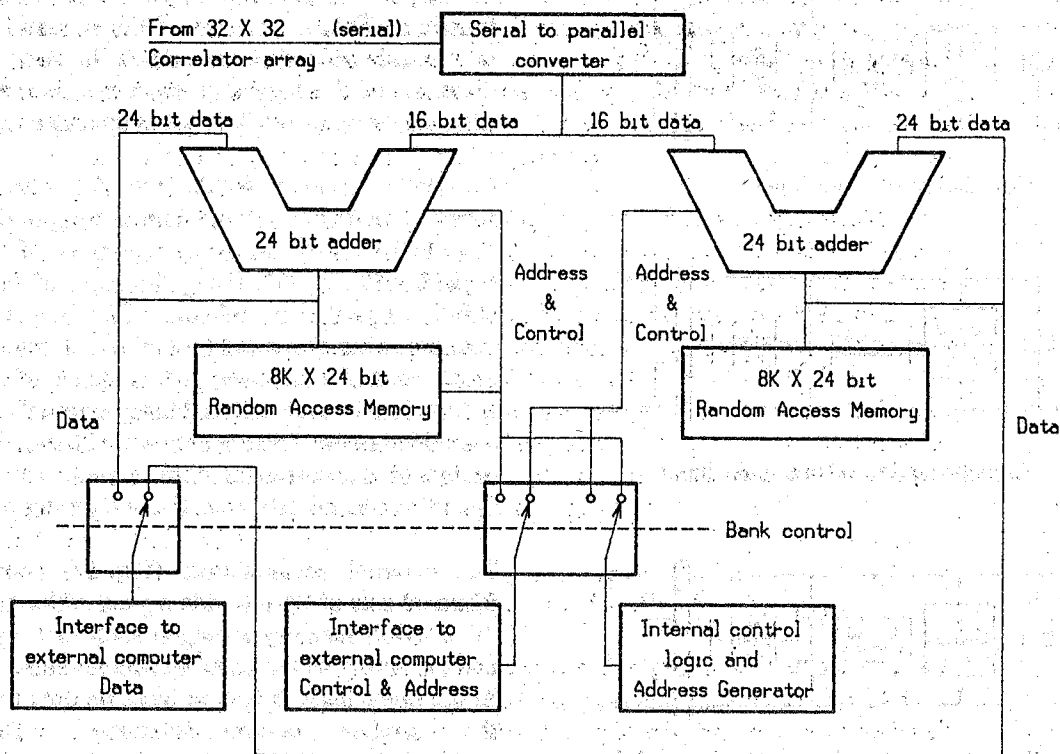 From 32 X 32 (serial)
Correlator array
Serial to parallel
converter
24 bit data
16 bit data
16 bit data
24 bit data
24 bit adder
24 bit adder
Address
&
Control
Address
&
Control
8K X 24 bit
Random Access Memory
8K X 24 bit
Random Access Memory
Data
Data
Bank control
Interface to
external computer
Data
Interface to
external computer
Control & Address
Internal control
logic and
Address Generator